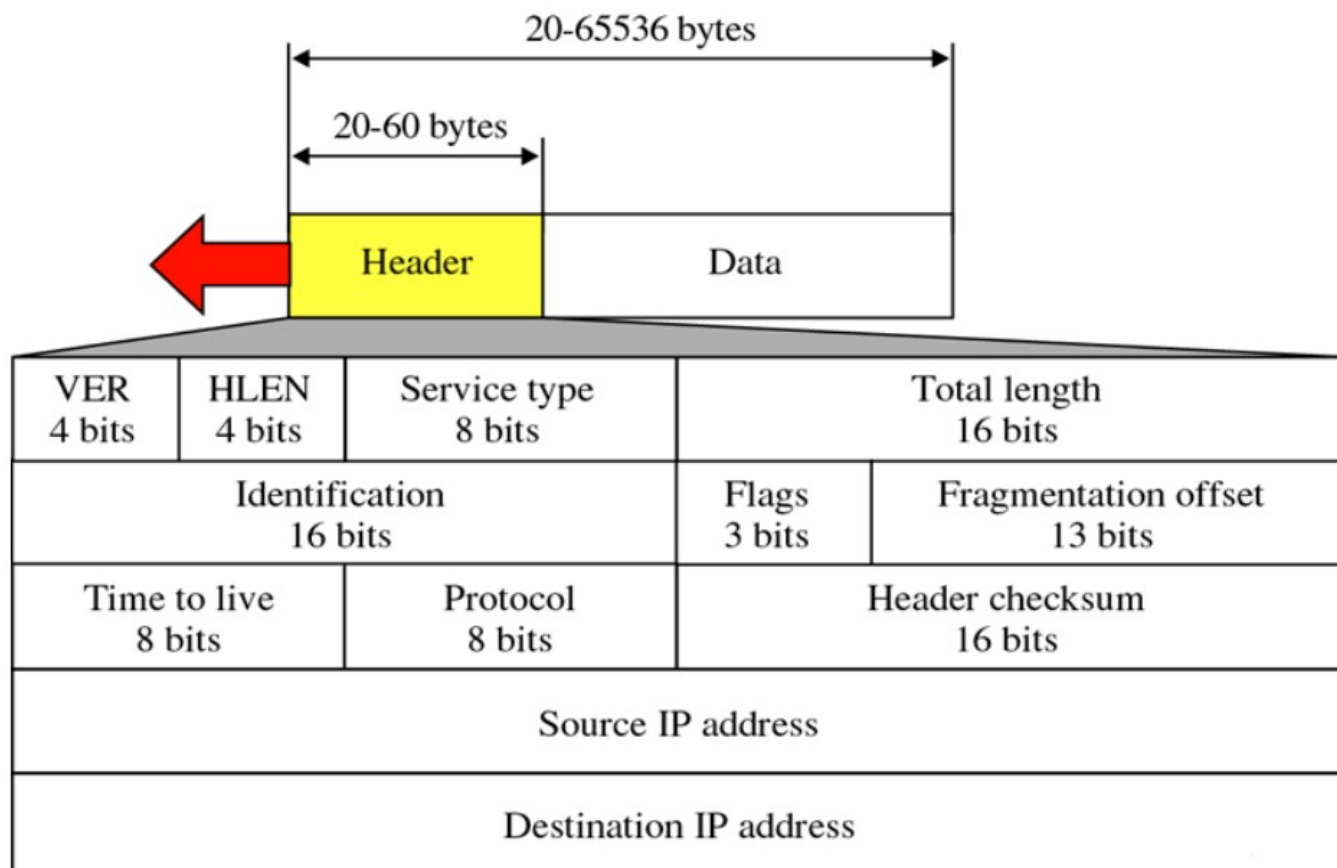 20-65536 bytes
20-60 bytes
Header
Data
VER
4 bits
HLEN
4 bits
Service type
8 bits
Total length
16 bits
Identification
16 bits
Flags
3 bits
Fragmentation offset
13 bits
Time to live
8 bits
Protocol
8 bits
Header checksum
16 bits
Source IP address
Destination IP address